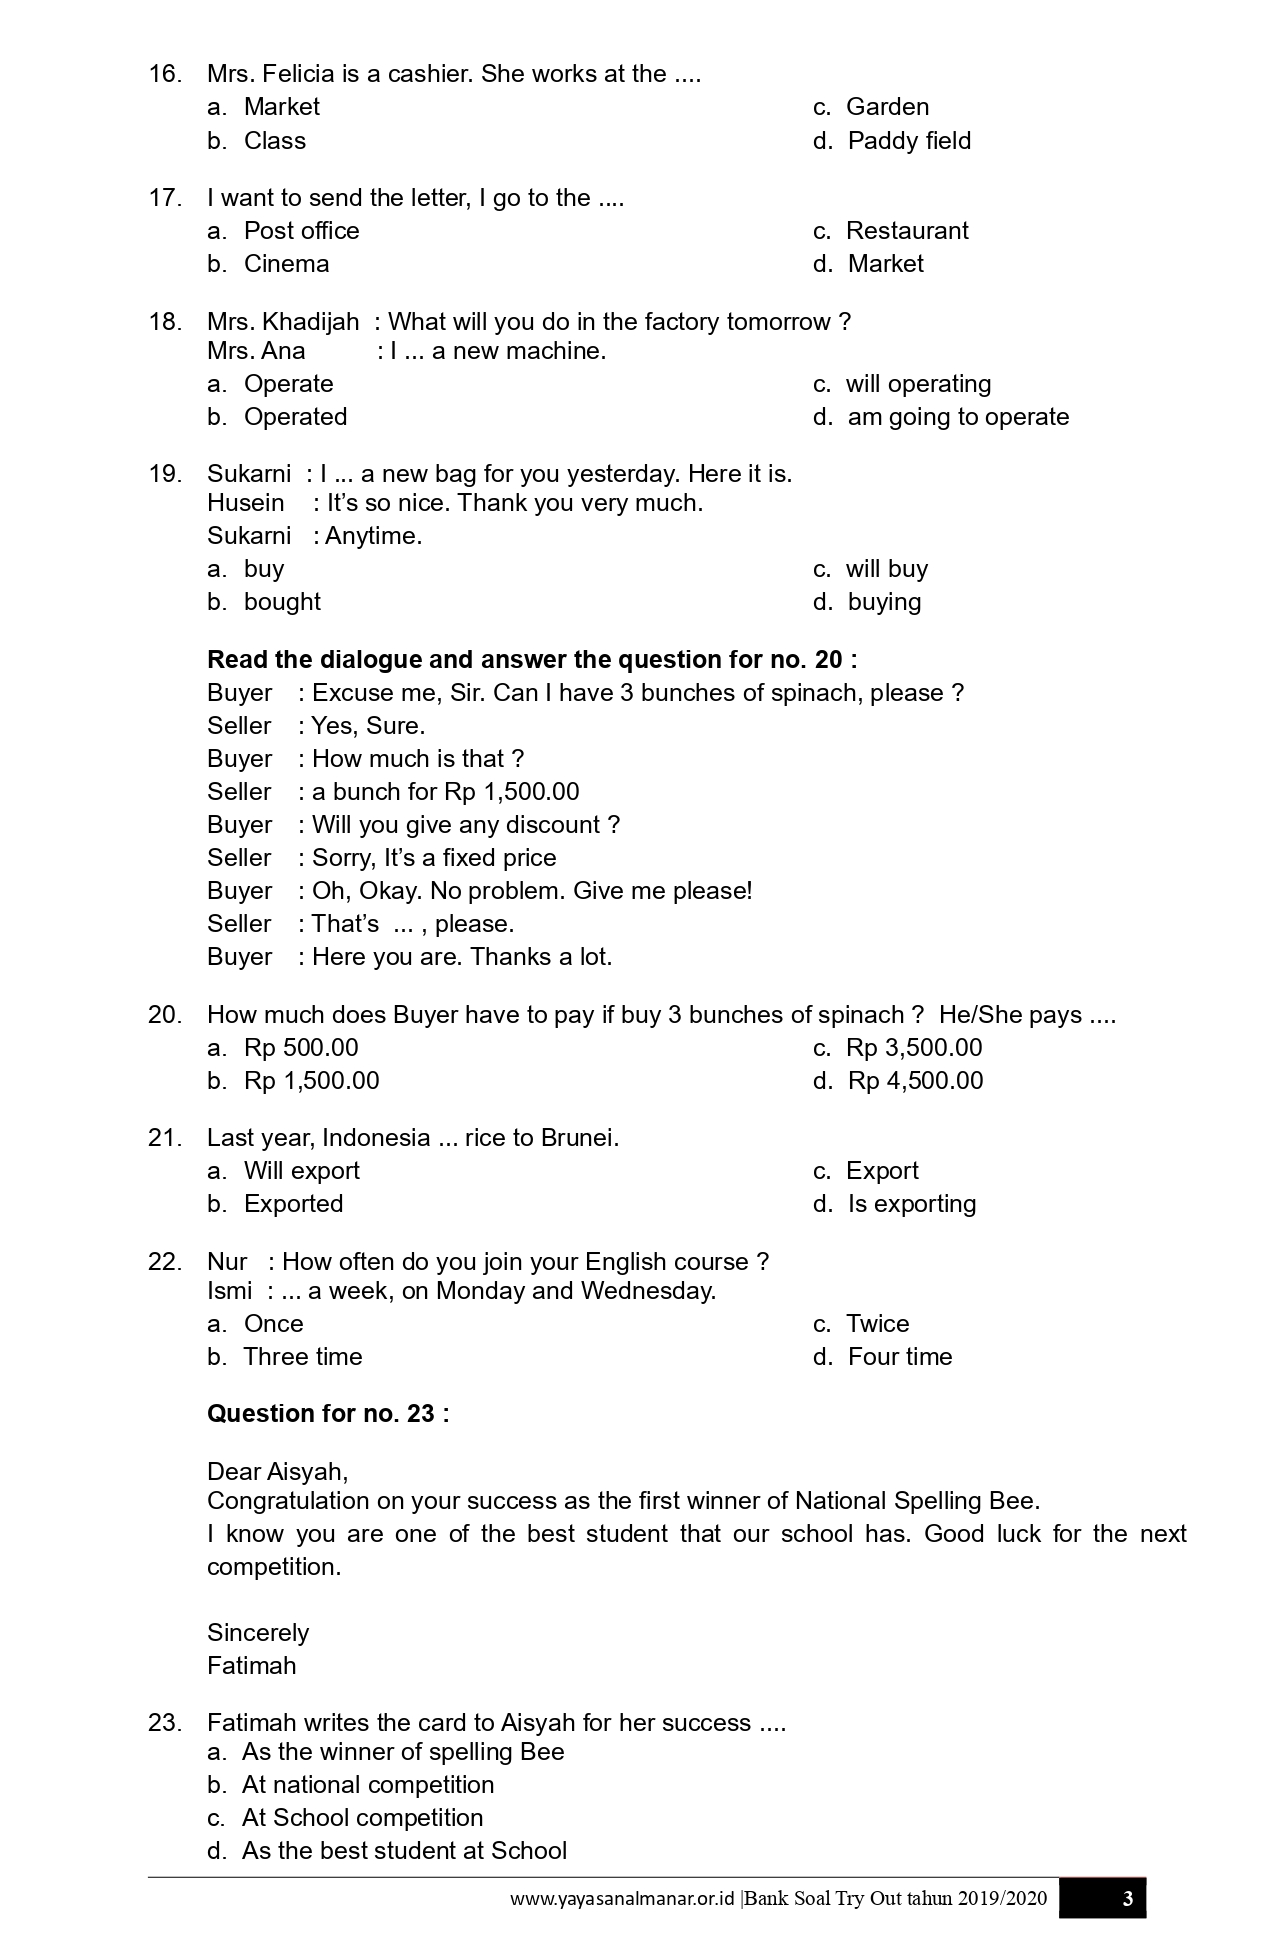 16. Mrs. Felicia is a cashier. She works at the ....
a. Market c. Garden
b. Class d. Paddy field
17. I want to send the letter, I go to the ....
a. Post office c. Restaurant
b. Cinema d. Market
18. Mrs. Khadijah : What will you do in the factory tomorrow ?
Mrs. Ana : I ... a new machine.
a. Operate c. will operating
b. Operated d. am going to operate
19. Sukarni : I ... a new bag for you yesterday. Here it is.
Husein : It’s so nice. Thank you very much.
Sukarni : Anytime.
a. buy c. will buy
b. bought d. buying
Read the dialogue and answer the question for no. 20 :
Buyer : Excuse me, Sir. Can I have 3 bunches of spinach, please ?
Seller : Yes, Sure.
Buyer : How much is that ?
Seller : a bunch for Rp 1,500.00
Buyer : Will you give any discount ?
Seller : Sorry, It’s a fixed price
Buyer : Oh, Okay. No problem. Give me please!
Seller : That’s ... , please.
Buyer : Here you are. Thanks a lot.
20. How much does Buyer have to pay if buy 3 bunches of spinach ? He/She pays ....
a. Rp 500.00 c. Rp 3,500.00
b. Rp 1,500.00 d. Rp 4,500.00
21. Last year, Indonesia ... rice to Brunei.
a. Will export c. Export
b. Exported d. Is exporting
22. Nur : How often do you join your English course ?
Ismi : ... a week, on Monday and Wednesday.
a. Once c. Twice
b. Three time d. Four time
Question for no. 23 :
Dear Aisyah,
Congratulation on your success as the first winner of National Spelling Bee.
I know you are one of the best student that our school has. Good luck for the next
competition.
Sincerely
Fatimah
23. Fatimah writes the card to Aisyah for her success ....
a. As the winner of spelling Bee
b. At national competition
c. At School competition
d. As the best student at School
www.yayasanalmanar.or.id |Bank Soal Try Out tahun 2019/2020 3